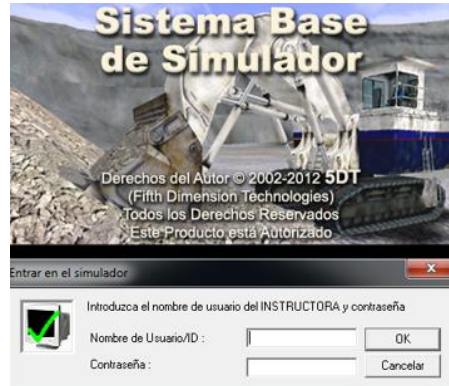 Sistema Base
de Simulador
Derechos del Autor © 2002-2012 5DT
(Fifth Dimension Technologies)
Todos los Derechos Reservados
Este Producto está Autorizado
Entrar en el simulador
Introduzca el nombre de usuario del INSTRUCTORA y contraseña
Nombre de Usuario/ID :
OK
Contraseña :
Cancelar